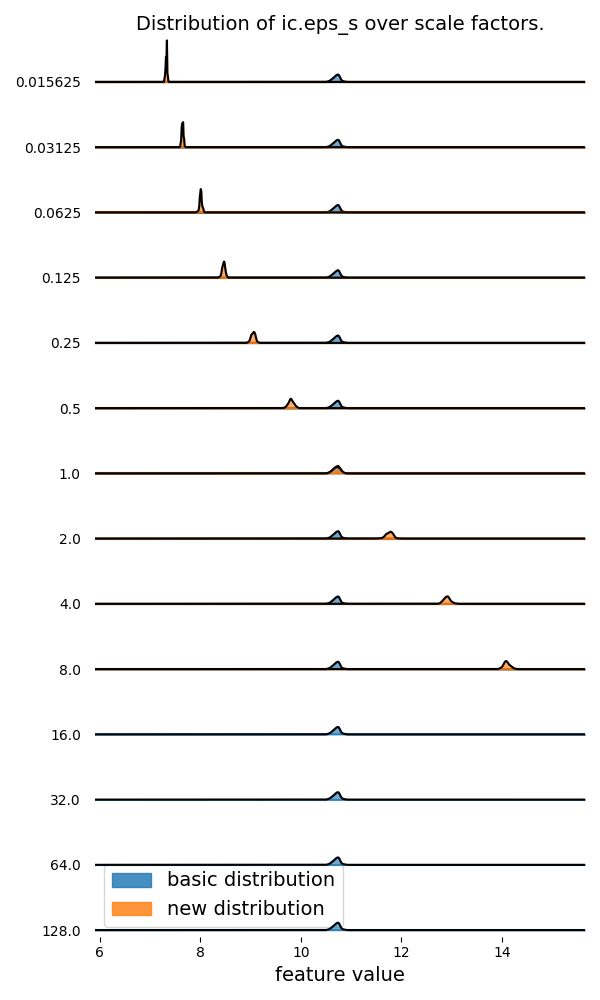 Distribution of ic.eps_s over scale factors.
0.015625
0.03125
0.0625
0.125
0.25
0.5
1.0
2.0
4.0
8.0
16.0
32.0
64.0
basic distribution
new distribution
128.0
6 8 10 12 14
feature value